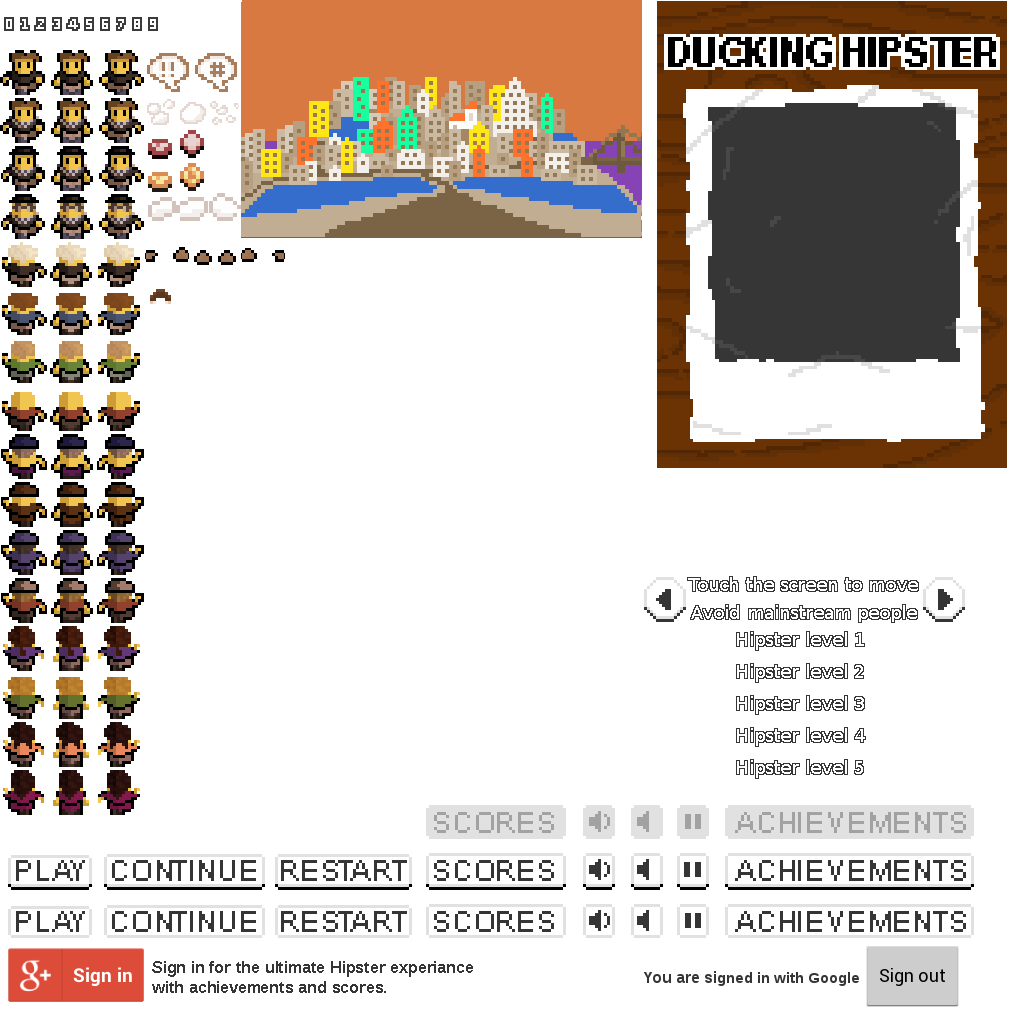 0123456789
!! #
DUCKING HIPSTER
Touch the screen to move
Avoid mainstream people
Hipster level 1
Hipster level 2
Hipster level 3
Hipster level 4
Hipster level 5
SCORES ACHIEVEMENTS
PLAY CONTINUE RESTART SCORES ACHIEVEMENTS
PLAY CONTINUE RESTART SCORES ACHIEVEMENTS
g+ Sign in
Sign in for the ultimate Hipster experiance
with achievements and scores.
You are signed in with Google
Sign out